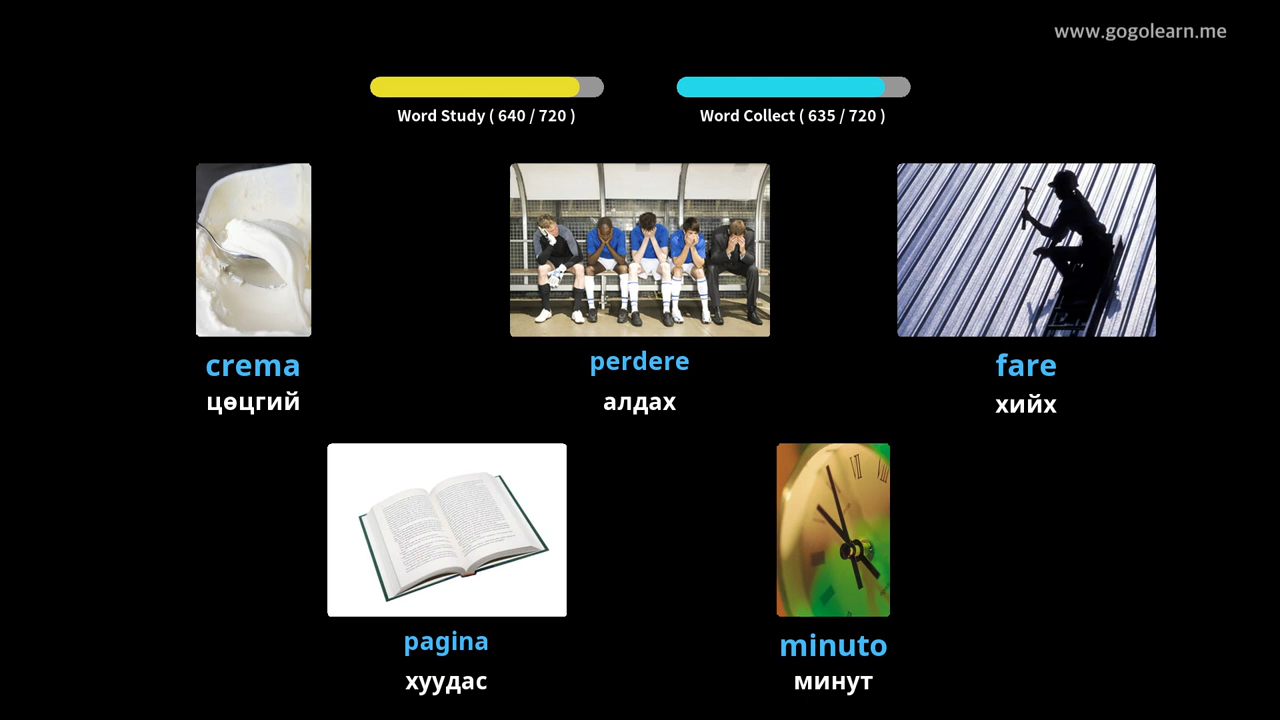 www.gogolearn.me
Word Study ( 640 / 720 )
Word Collect ( 635 / 720 )
crema
цөцгий
perdere
алдах
fare
хийх
pagina
хуудас
minuto
минут